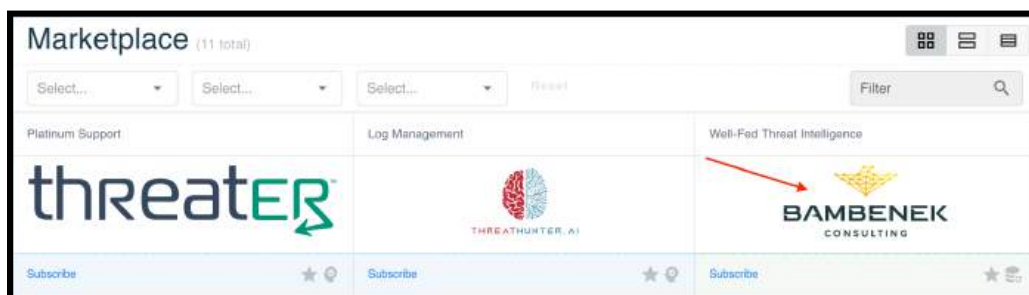 Marketplace (11 total)
Select... Select... Select... Reset Filter
Platinum Support Log Management Well-Fed Threat Intelligence
threatER
THREATHUNTER.AI
BAMBENEK
CONSULTING
Subscribe Subscribe Subscribe